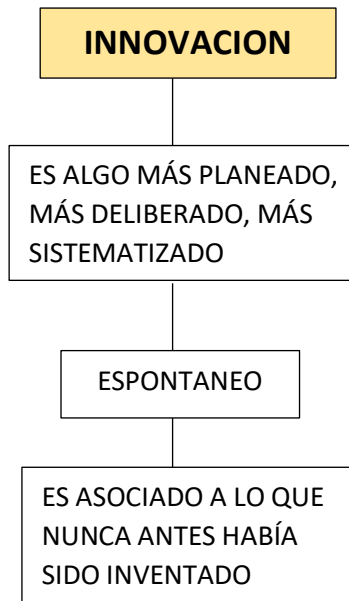 INNOVACION
ES ALGO MÁS PLANEADO,
MÁS DELIBERADO, MÁS
SISTEMATIZADO
ESPONTANEO
ES ASOCIADO A LO QUE
NUNCA ANTES HABÍA
SIDO INVENTADO